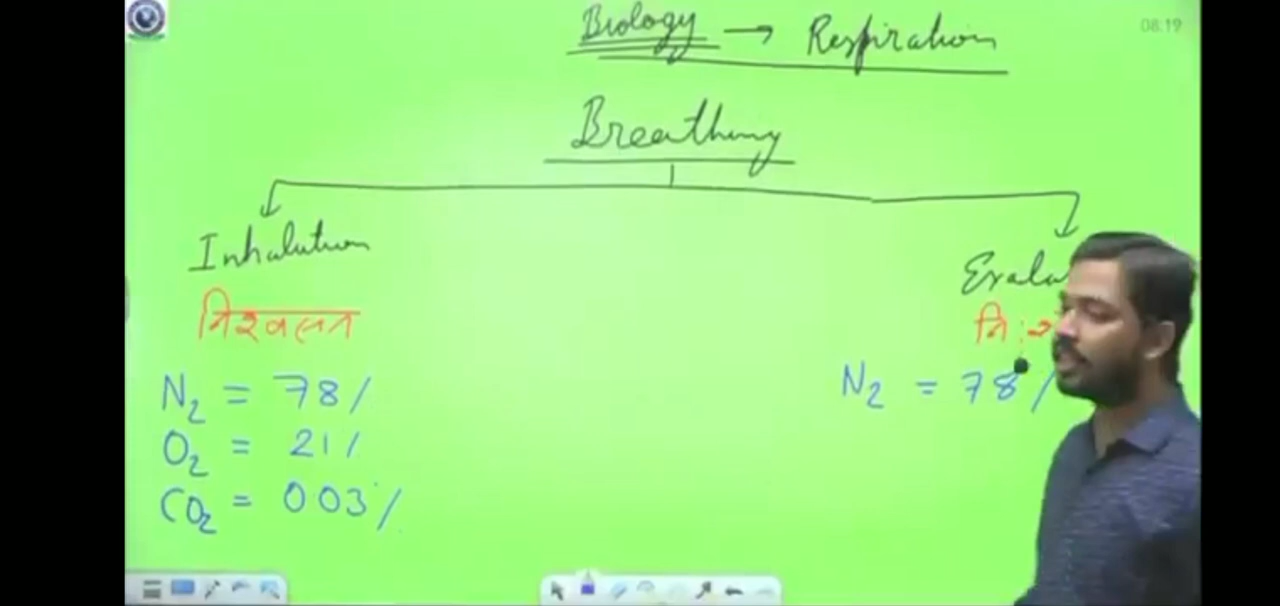 08:19
Biology → Respiration
Breathing
Inhalation
निश्वसन
N₂ = 78%
O₂ = 21%
CO₂ = 0.03%
N₂ = 78